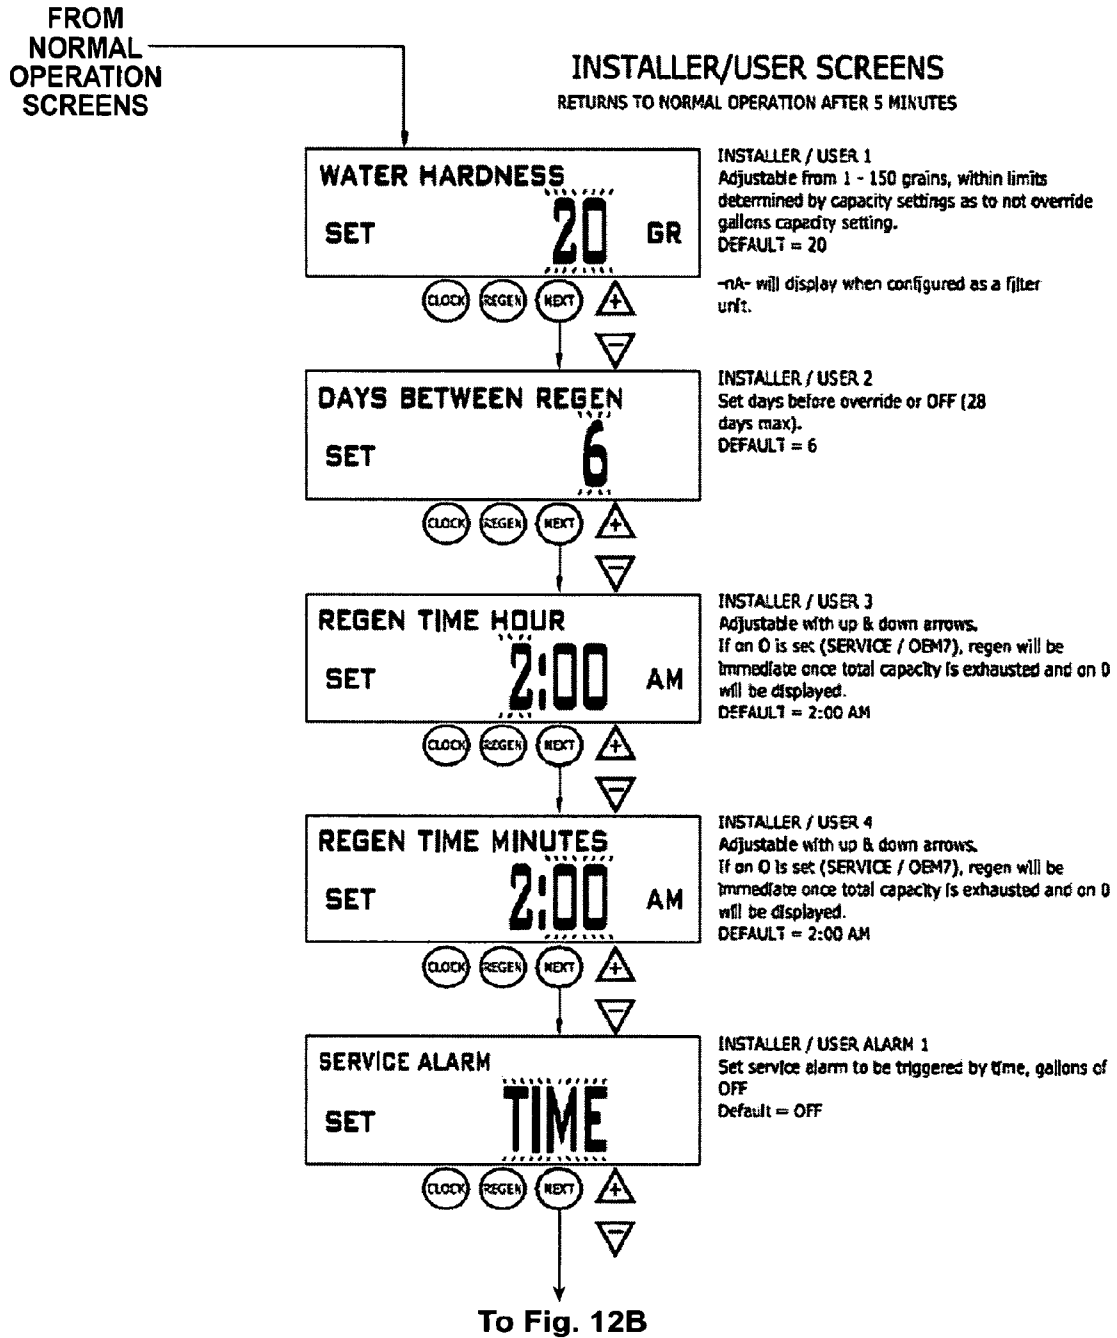 FROM
NORMAL
OPERATION
SCREENS
INSTALLER/USER SCREENS
RETURNS TO NORMAL OPERATION AFTER 5 MINUTES
WATER HARDNESS
SET 20 GR
CLOCK REGEN NEXT + −
INSTALLER / USER 1
Adjustable from 1 - 150 grains, within limits
determined by capacity settings as to not override
gallons capacity setting.
DEFAULT = 20
-nA- will display when configured as a filter
unit.
DAYS BETWEEN REGEN
SET 6
CLOCK REGEN NEXT + −
INSTALLER / USER 2
Set days before override or OFF (28
days max).
DEFAULT = 6
REGEN TIME HOUR
SET 2:00 AM
CLOCK REGEN NEXT + −
INSTALLER / USER 3
Adjustable with up & down arrows.
If on 0 is set (SERVICE / OEM7), regen will be
immediate once total capacity is exhausted and on 0
will be displayed.
DEFAULT = 2:00 AM
REGEN TIME MINUTES
SET 2:00 AM
CLOCK REGEN NEXT + −
INSTALLER / USER 4
Adjustable with up & down arrows.
If on 0 is set (SERVICE / OEM7), regen will be
immediate once total capacity is exhausted and on 0
will be displayed.
DEFAULT = 2:00 AM
SERVICE ALARM
SET TIME
CLOCK REGEN NEXT + −
INSTALLER / USER ALARM 1
Set service alarm to be triggered by time, gallons of
OFF
Default = OFF
To Fig. 12B